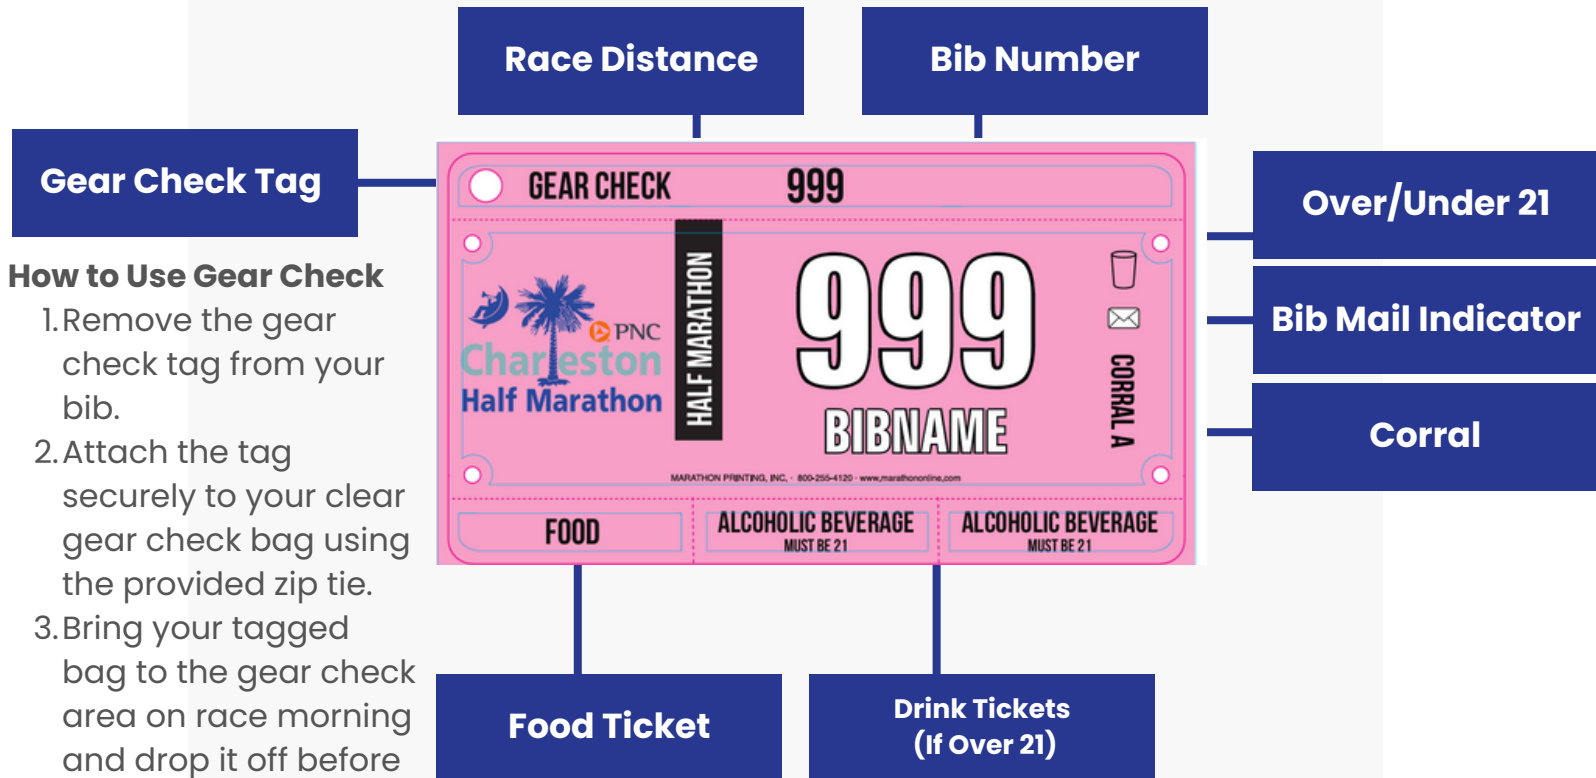 Race Distance
Bib Number
Gear Check Tag
GEAR CHECK 999
HALF MARATHON
PNC
Charleston
Half Marathon
999
BIBNAME
CORRAL A
MARATHON PRINTING, INC. · 800-255-4120 · www.marathononline.com
FOOD
ALCOHOLIC BEVERAGE
MUST BE 21
ALCOHOLIC BEVERAGE
MUST BE 21
Over/Under 21
Bib Mail Indicator
Corral
How to Use Gear Check
1. Remove the gear
check tag from your
bib.
2. Attach the tag
securely to your clear
gear check bag using
the provided zip tie.
3. Bring your tagged
bag to the gear check
area on race morning
and drop it off before
Food Ticket
Drink Tickets
(If Over 21)